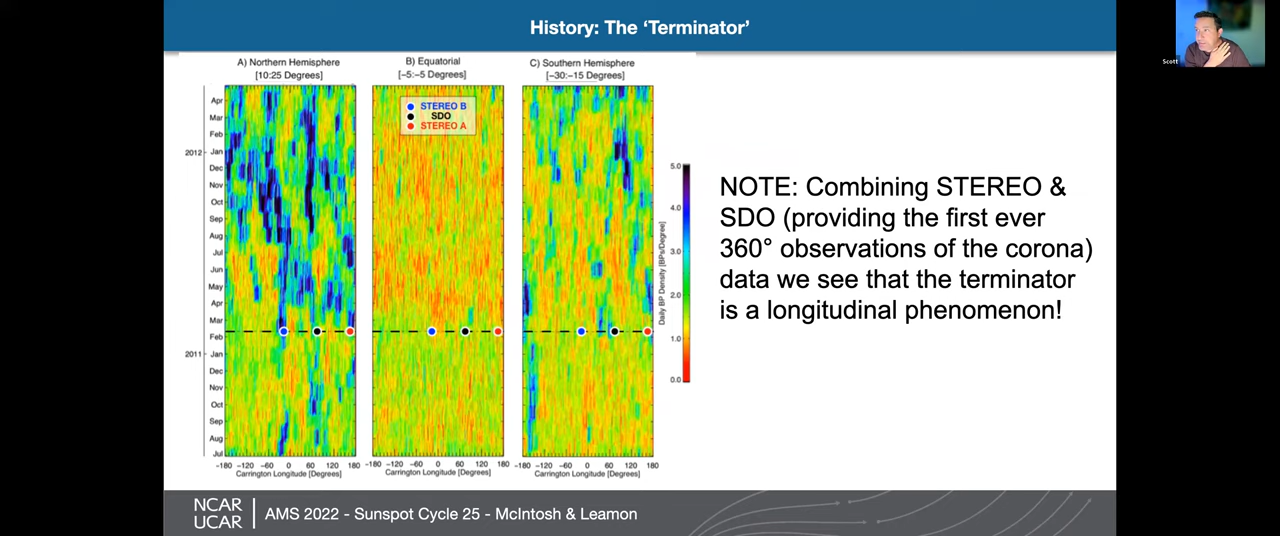 History: The ‘Terminator’
Scott
A) Northern Hemisphere
[10:25 Degrees]
B) Equatorial
[−5:−5 Degrees]
C) Southern Hemisphere
[−30:−15 Degrees]
STEREO B
SDO
STEREO A
Apr
Mar
Feb
2012
Jan
Dec
Nov
Oct
Sep
Aug
Jul
Jun
May
Apr
Mar
Feb
2011
Jan
Dec
Nov
Oct
Sep
Aug
Jul
−180 −120 −60 0 60 120 180
Carrington Longitude [Degrees]
−180 −120 −60 0 60 120 180
Carrington Longitude [Degrees]
−180 −120 −60 0 60 120 180
Carrington Longitude [Degrees]
5.0
4.0
3.0
2.0
1.0
0.0
Daily BP Density [BPs/Degree]
NOTE: Combining STEREO &
SDO (providing the first ever
360° observations of the corona)
data we see that the terminator
is a longitudinal phenomenon!
NCAR
UCAR
AMS 2022 - Sunspot Cycle 25 - McIntosh & Leamon